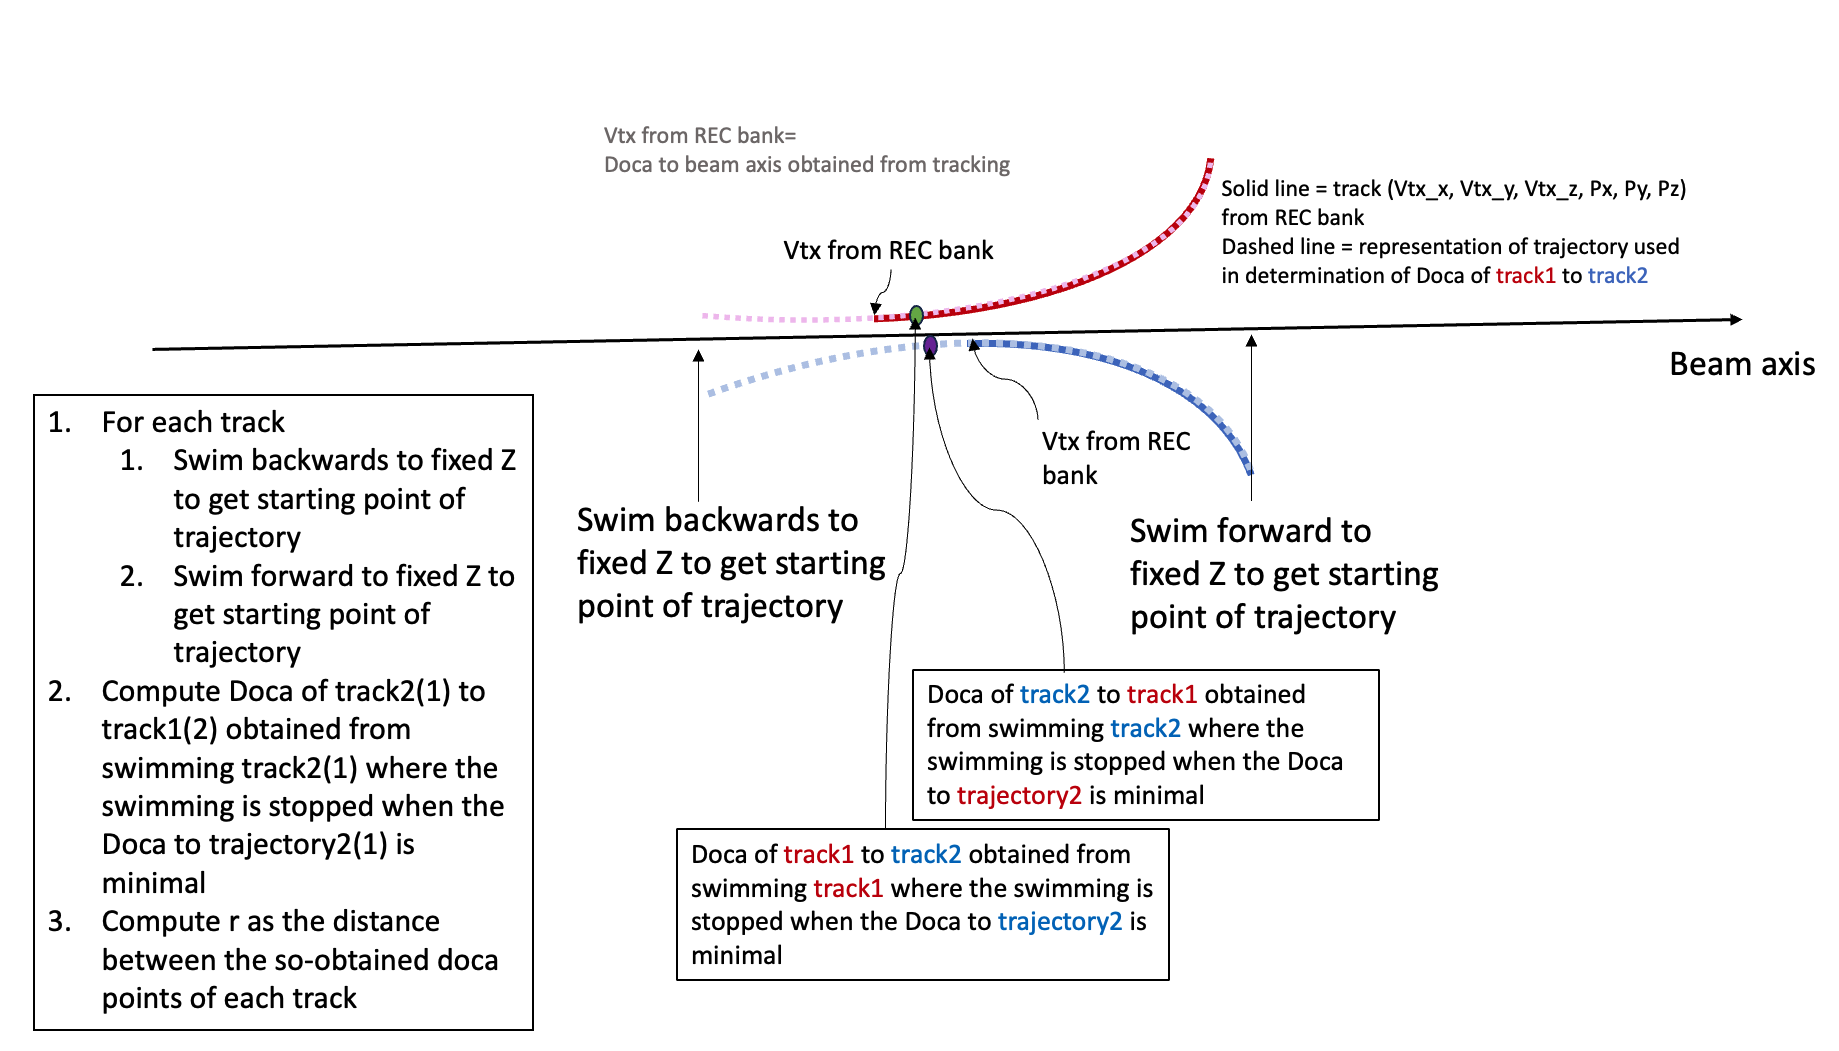 Vtx from REC bank=
Doca to beam axis obtained from tracking
Solid line = track (Vtx_x, Vtx_y, Vtx_z, Px, Py, Pz)
from REC bank
Dashed line = representation of trajectory used
in determination of Doca of track1 to track2
Vtx from REC bank
Beam axis
1. For each track
1. Swim backwards to fixed Z
to get starting point of
trajectory
2. Swim forward to fixed Z to
get starting point of
trajectory
2. Compute Doca of track2(1) to
track1(2) obtained from
swimming track2(1) where the
swimming is stopped when the
Doca to trajectory2(1) is
minimal
3. Compute r as the distance
between the so-obtained doca
points of each track
Vtx from REC
bank
Swim backwards to
fixed Z to get starting
point of trajectory
Swim forward to
fixed Z to get starting
point of trajectory
Doca of track2 to track1 obtained
from swimming track2 where the
swimming is stopped when the Doca
to trajectory2 is minimal
Doca of track1 to track2 obtained from
swimming track1 where the swimming is
stopped when the Doca to trajectory2 is
minimal